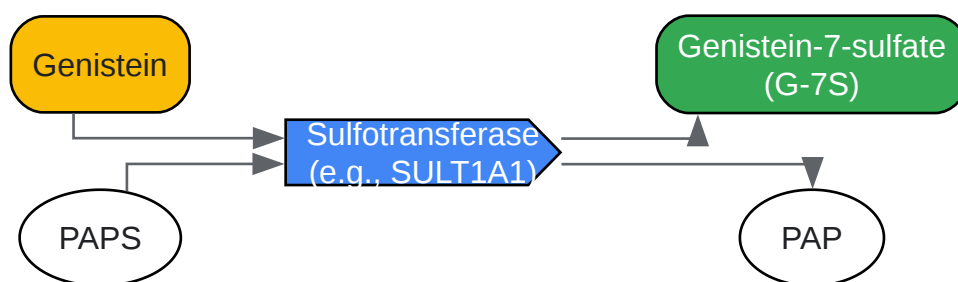 Genistein
Genistein-7-sulfate
(G-7S)
Sulfotransferase
(e.g., SULT1A1)
PAPS
PAP